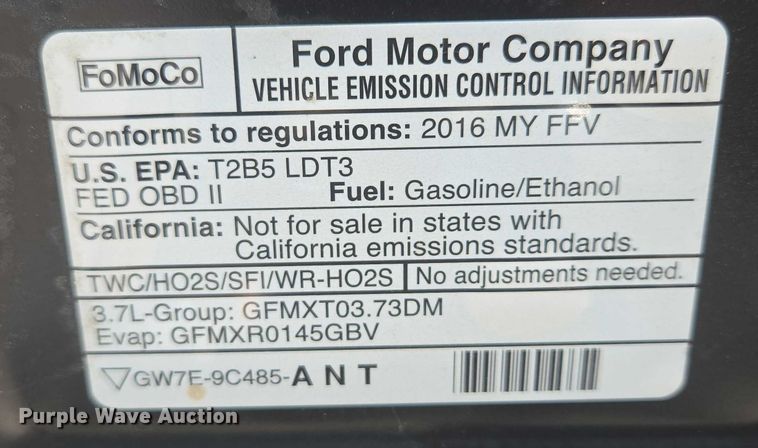 FoMoCo
Ford Motor Company
VEHICLE EMISSION CONTROL INFORMATION
Conforms to regulations: 2016 MY FFV
U.S. EPA: T2B5 LDT3
FED OBD II Fuel: Gasoline/Ethanol
California: Not for sale in states with
California emissions standards.
TWC/HO2S/SFI/WR-HO2S No adjustments needed.
3.7L-Group: GFMXT03.73DM
Evap: GFMXR0145GBV
GW7E-9C485-A N T
Purple Wave Auction